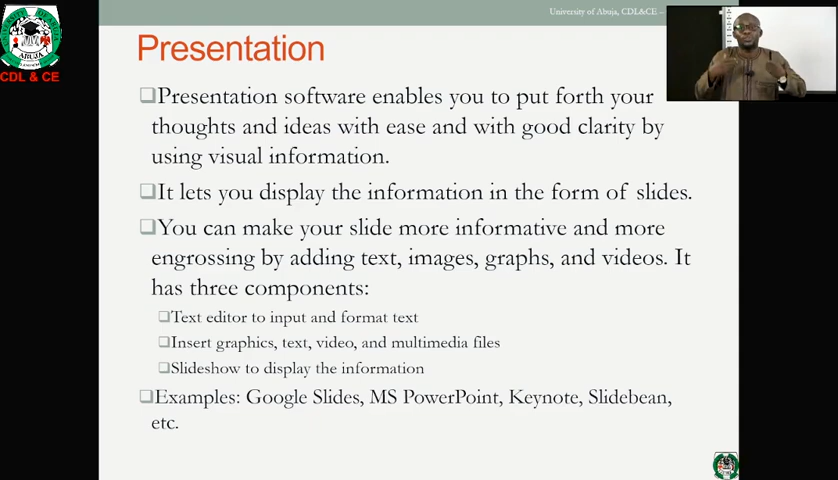 University of Abuja, CDL&CE –
ABUJA
CDL & CE
Presentation
❑Presentation software enables you to put forth your
thoughts and ideas with ease and with good clarity by
using visual information.
❑It lets you display the information in the form of slides.
❑You can make your slide more informative and more
engrossing by adding text, images, graphs, and videos. It
has three components:
❑Text editor to input and format text
❑Insert graphics, text, video, and multimedia files
❑Slideshow to display the information
❑Examples: Google Slides, MS PowerPoint, Keynote, Slidebean,
etc.